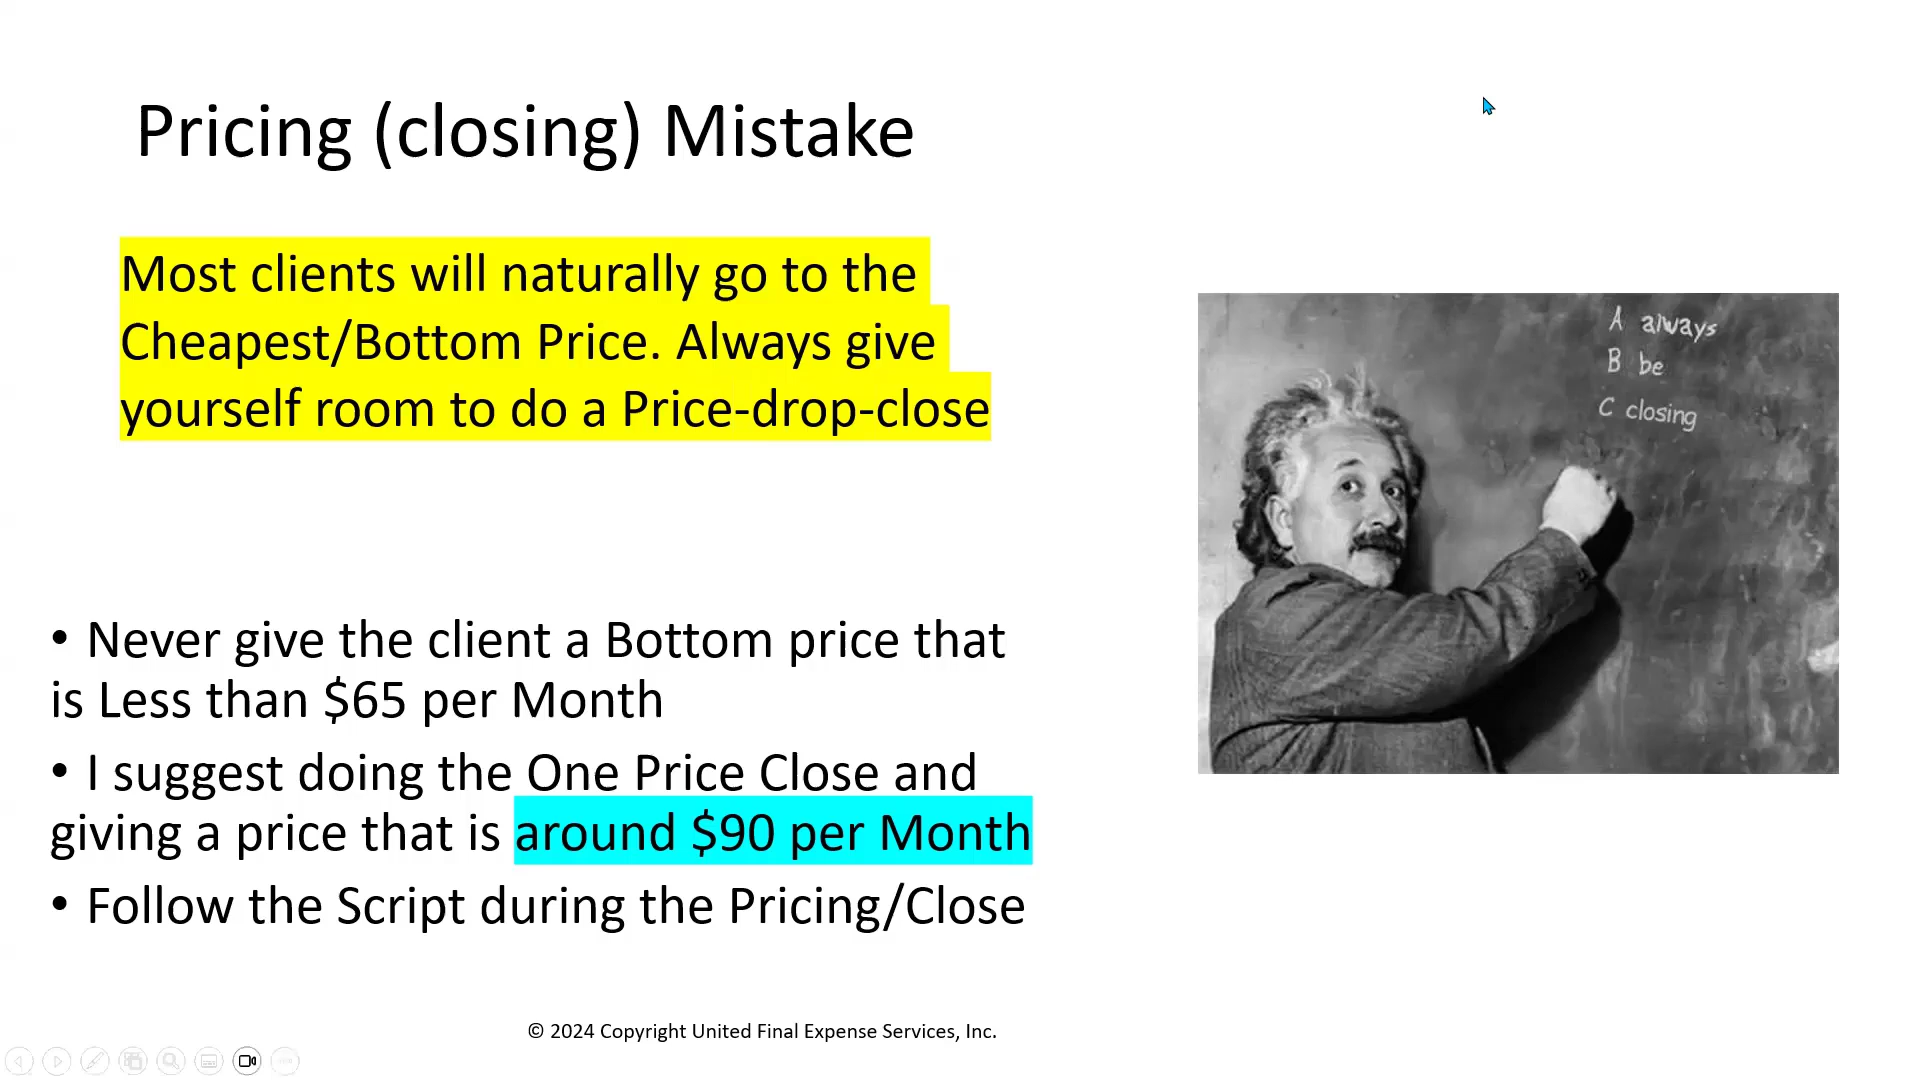 Pricing (closing) Mistake
Most clients will naturally go to the
Cheapest/Bottom Price. Always give
yourself room to do a Price-drop-close
A always
B be
C closing
• Never give the client a Bottom price that
is Less than $65 per Month
• I suggest doing the One Price Close and
giving a price that is around $90 per Month
• Follow the Script during the Pricing/Close
© 2024 Copyright United Final Expense Services, Inc.